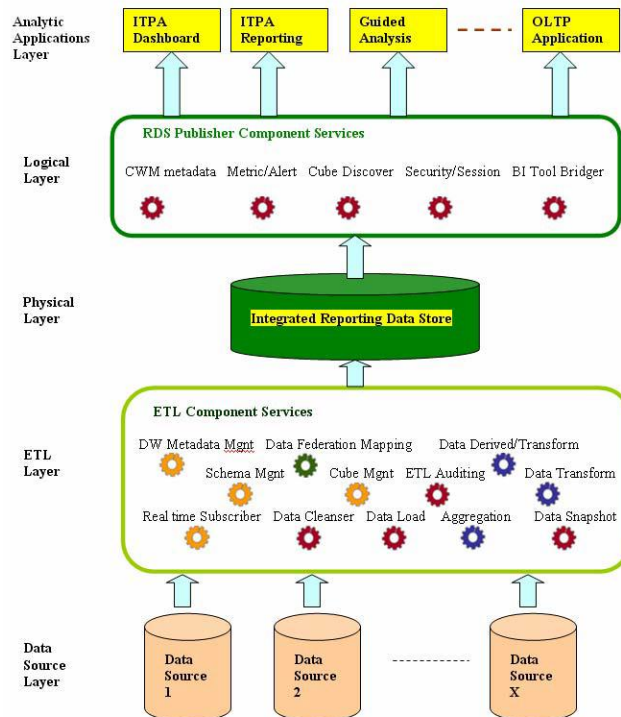 Analytic
Applications
Layer
ITPA
Dashboard
ITPA
Reporting
Guided
Analysis
OLTP
Application
RDS Publisher Component Services
Logical
Layer
CWM metadata Metric/Alert Cube Discover Security/Session BI Tool Bridger
Physical
Layer
Integrated Reporting Data Store
ETL Component Services
ETL
Layer
DW Metadata Mgnt Data Federation Mapping Data Derived/Transform
Schema Mgnt Cube Mgnt ETL Auditing Data Transform
Real time Subscriber Data Cleanser Data Load Aggregation Data Snapshot
Data
Source
Layer
Data
Source
1
Data
Source
2
Data
Source
X